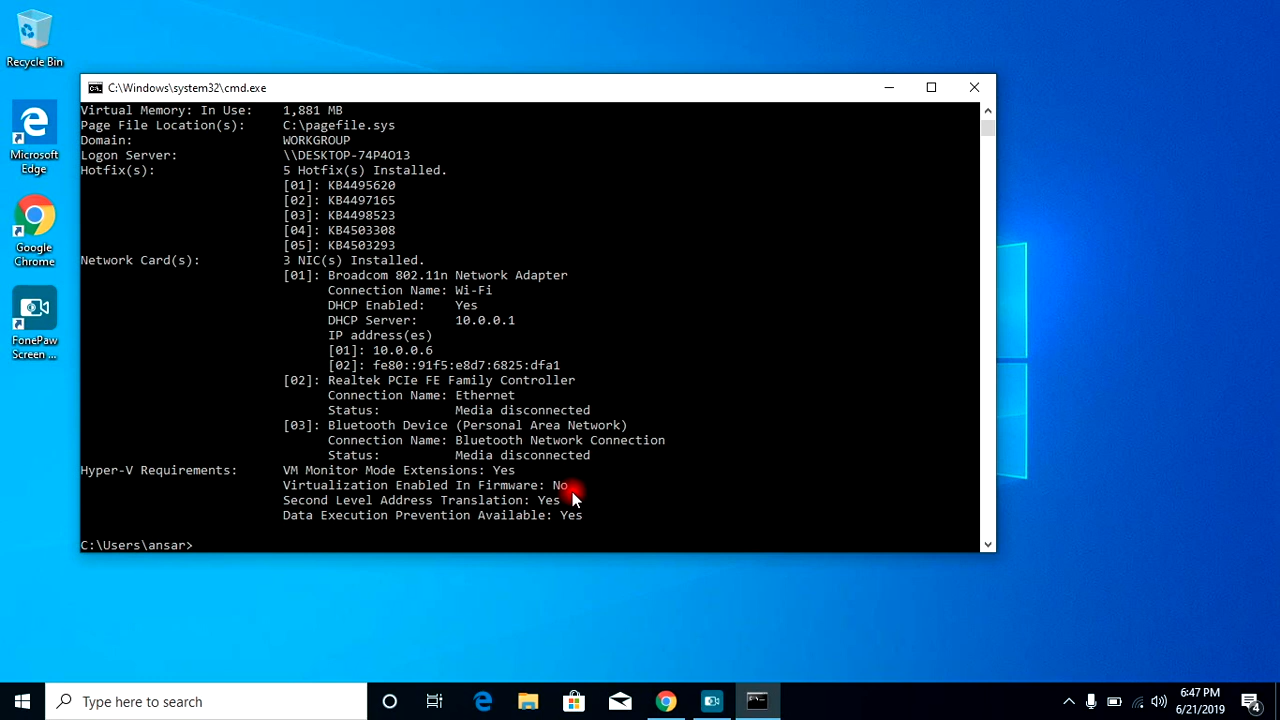 Recycle Bin
Microsoft
Edge
Google
Chrome
FonePaw
Screen ...
C:\Windows\system32\cmd.exe
Virtual Memory: In Use:    1,881 MB
Page File Location(s):     C:\pagefile.sys
Domain:                    WORKGROUP
Logon Server:              \\DESKTOP-74P4O13
Hotfix(s):                 5 Hotfix(s) Installed.
                           [01]: KB4495620
                           [02]: KB4497165
                           [03]: KB4498523
                           [04]: KB4503308
                           [05]: KB4503293
Network Card(s):           3 NIC(s) Installed.
                           [01]: Broadcom 802.11n Network Adapter
                                 Connection Name: Wi-Fi
                                 DHCP Enabled:    Yes
                                 DHCP Server:     10.0.0.1
                                 IP address(es)
                                 [01]: 10.0.0.6
                                 [02]: fe80::91f5:e8d7:6825:dfa1
                           [02]: Realtek PCIe FE Family Controller
                                 Connection Name: Ethernet
                                 Status:          Media disconnected
                           [03]: Bluetooth Device (Personal Area Network)
                                 Connection Name: Bluetooth Network Connection
                                 Status:          Media disconnected
Hyper-V Requirements:      VM Monitor Mode Extensions: Yes
                           Virtualization Enabled In Firmware: No
                           Second Level Address Translation: Yes
                           Data Execution Prevention Available: Yes
C:\Users\ansar>
Type here to search
6:47 PM
6/21/2019
4